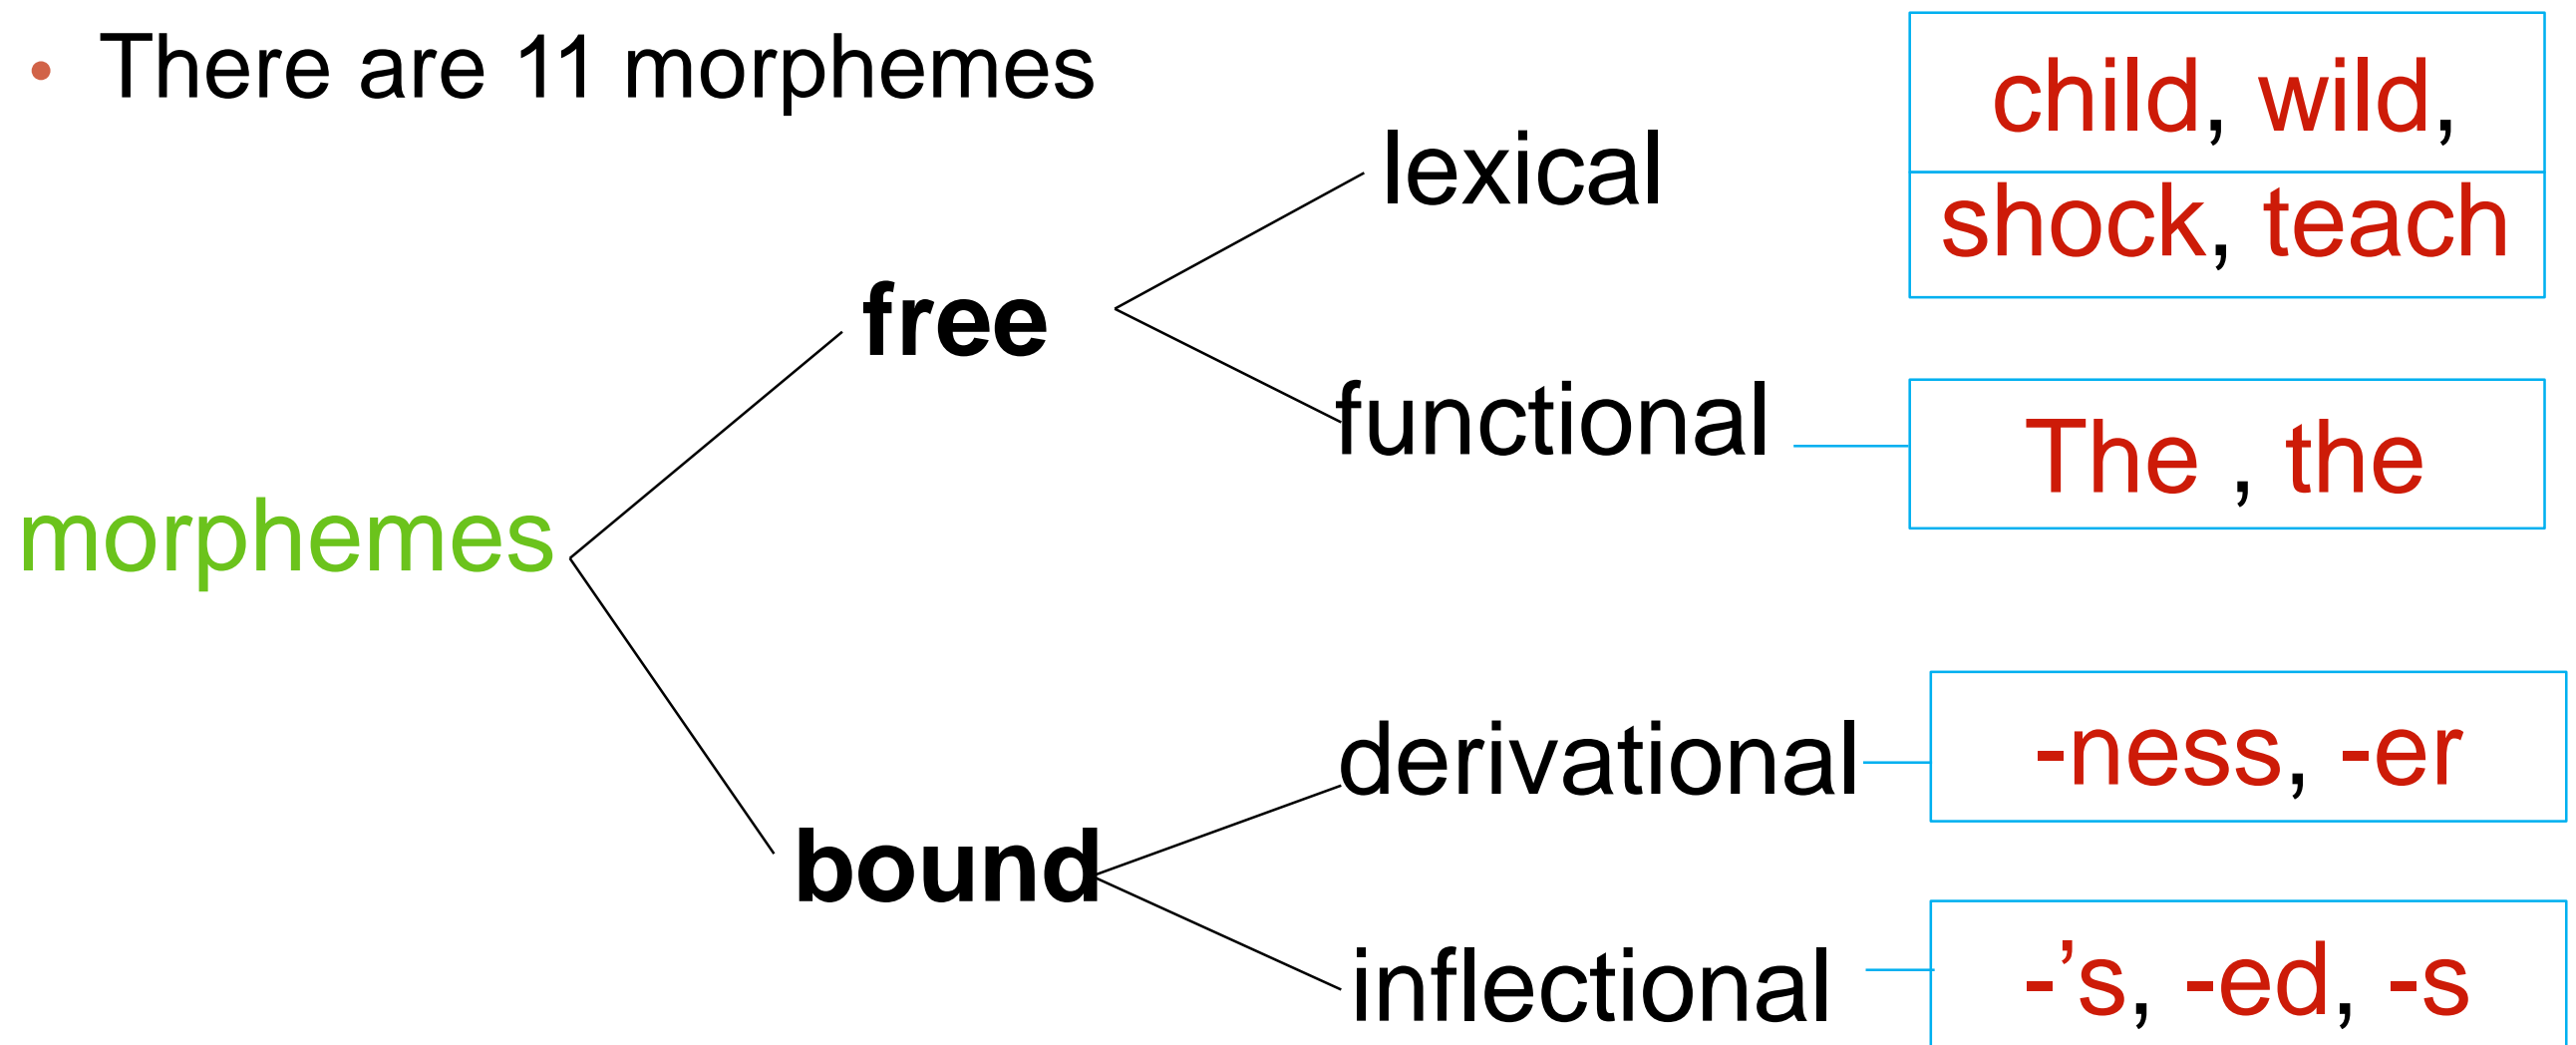 • There are 11 morphemes
child, wild,
lexical
shock, teach
free
functional
The , the
morphemes
derivational
-ness, -er
bound
inflectional
-’s, -ed, -s